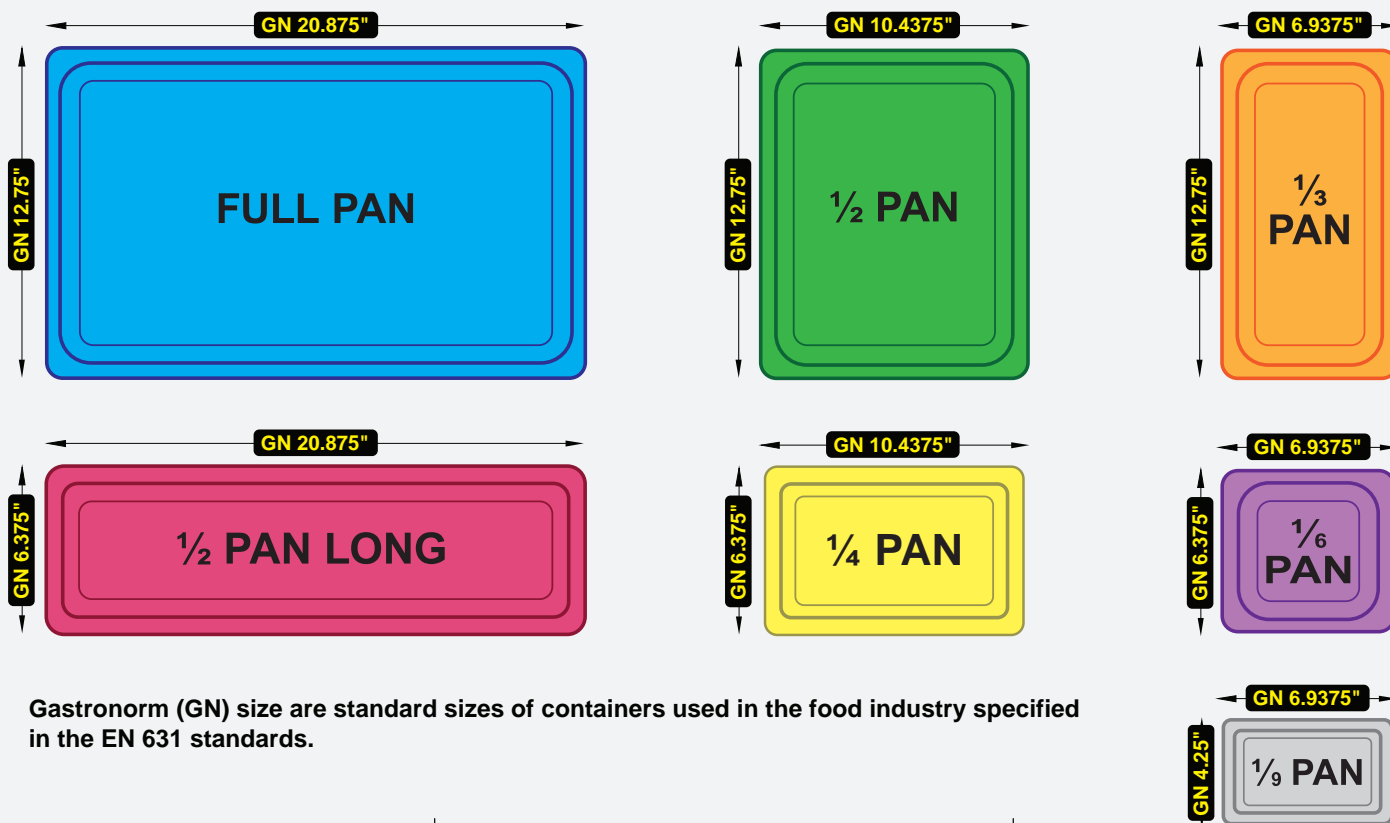 GN 20.875"
GN 10.4375"
GN 6.9375"
GN 12.75"
FULL PAN
GN 12.75"
½ PAN
GN 12.75"
⅓
PAN
GN 20.875"
GN 10.4375"
GN 6.9375"
GN 6.375"
½ PAN LONG
GN 6.375"
¼ PAN
GN 6.375"
⅙
PAN
Gastronorm (GN) size are standard sizes of containers used in the food industry specified
in the EN 631 standards.
GN 6.9375"
GN 4.25"
⅑ PAN